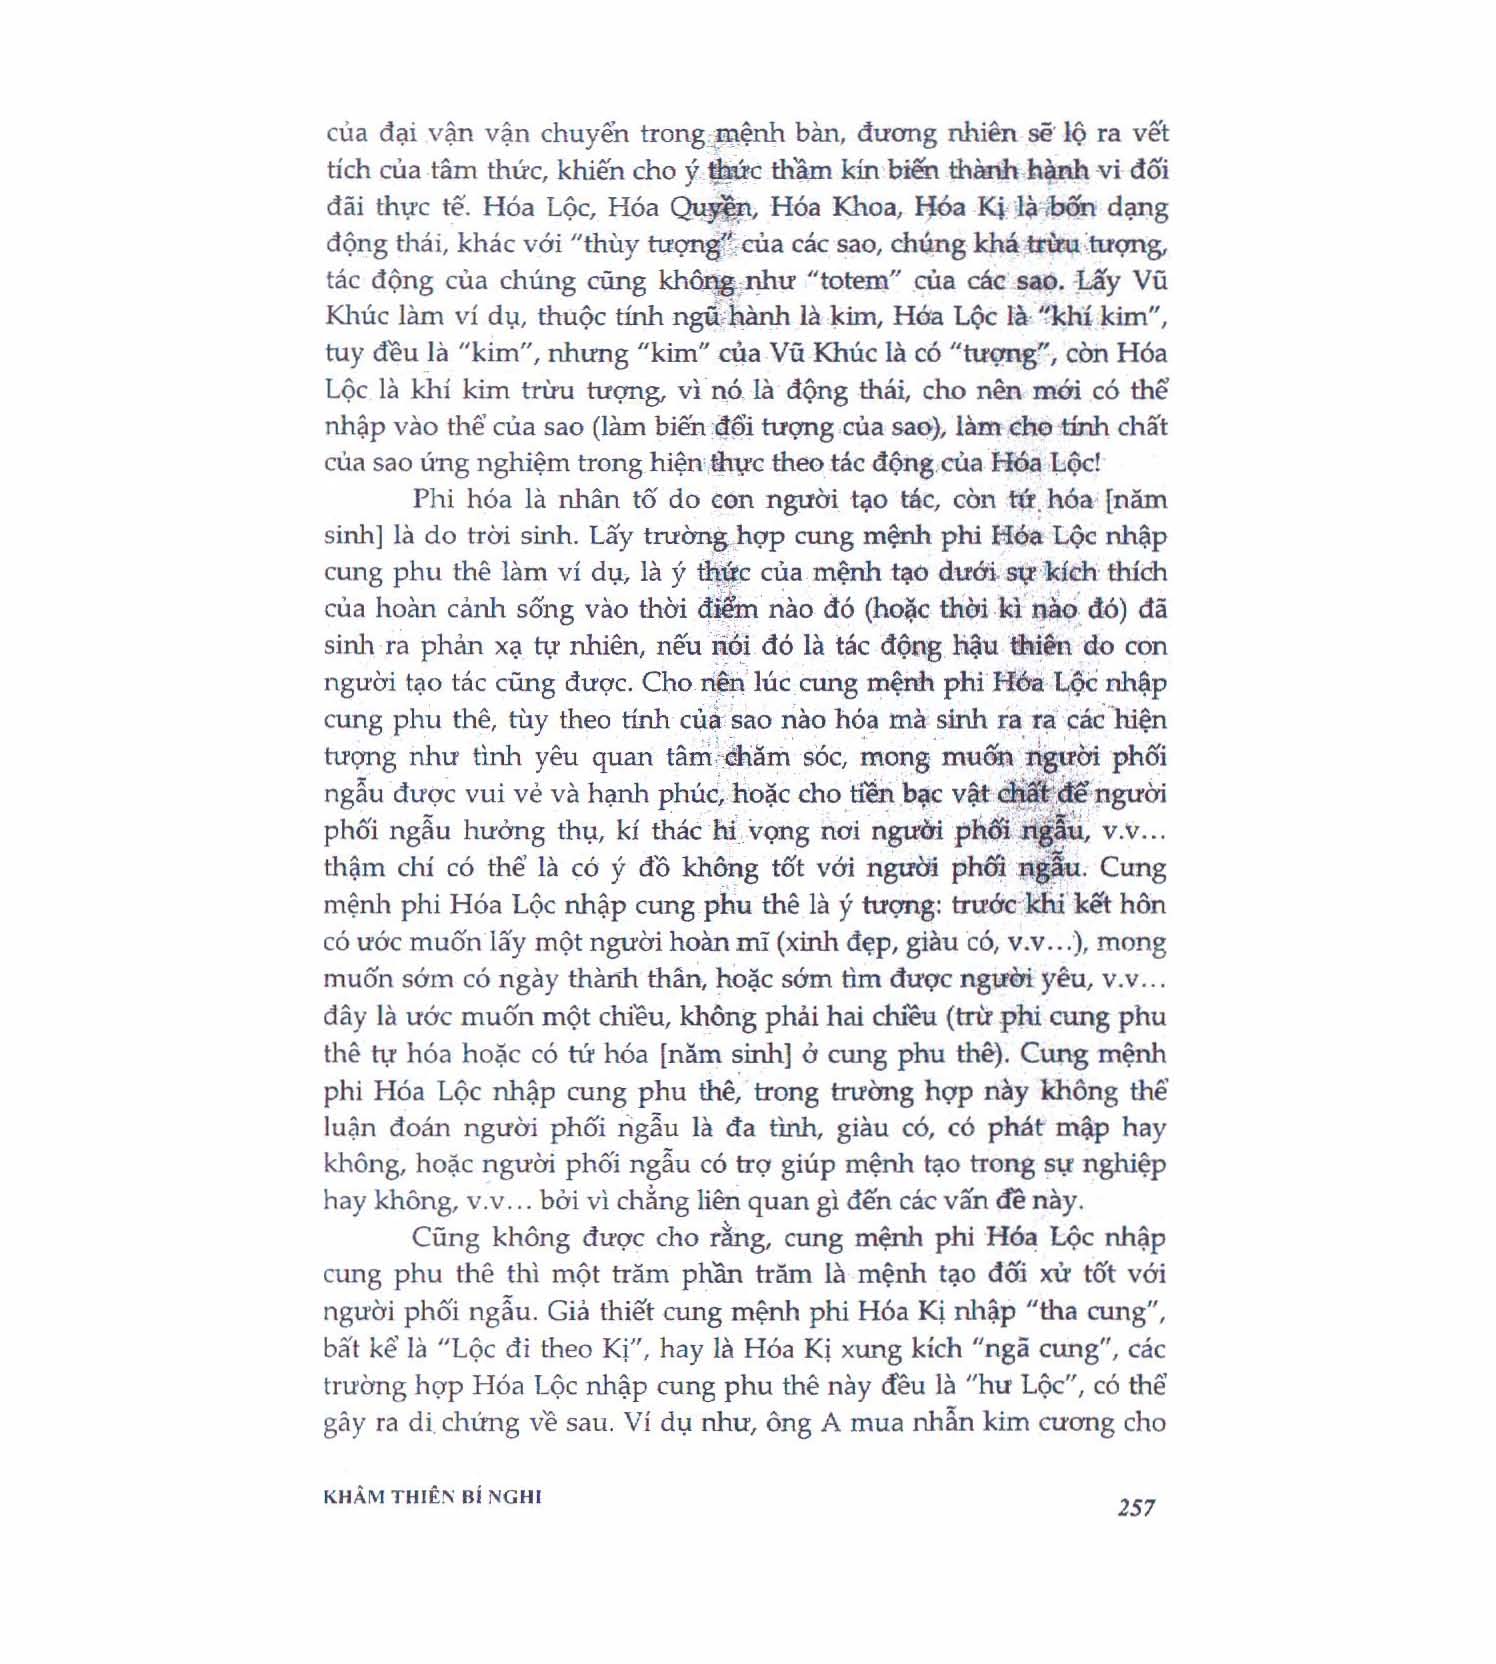 của đại vận vận chuyển trong mệnh bàn, đương nhiên sẽ lộ ra vết
tích của tâm thức, khiến cho ý thức thầm kín biến thành hành vi đối
đãi thực tế. Hóa Lộc, Hóa Quyền, Hóa Khoa, Hóa Kị là bốn dạng
động thái, khác với "thùy tượng" của các sao, chúng khá trừu tượng,
tác động của chúng cũng không như "totem" của các sao. Lấy Vũ
Khúc làm ví dụ, thuộc tính ngũ hành là kim, Hóa Lộc là "khí kim",
tuy đều là "kim", nhưng "kim" của Vũ Khúc là có "tượng", còn Hóa
Lộc là khí kim trừu tượng, vì nó là động thái, cho nên mới có thể
nhập vào thể của sao (làm biến đổi tượng của sao), làm cho tính chất
của sao ứng nghiệm trong hiện thực theo tác động của Hóa Lộc!
Phi hóa là nhân tố do con người tạo tác, còn tứ hóa [năm
sinh] là do trời sinh. Lấy trường hợp cung mệnh phi Hóa Lộc nhập
cung phu thê làm ví dụ, là ý thức của mệnh tạo dưới sự kích thích
của hoàn cảnh sống vào thời điểm nào đó (hoặc thời kì nào đó) đã
sinh ra phản xạ tự nhiên, nếu nói đó là tác động hậu thiên do con
người tạo tác cũng được. Cho nên lúc cung mệnh phi Hóa Lộc nhập
cung phu thê, tùy theo tính của sao nào hóa mà sinh ra ra các hiện
tượng như tình yêu quan tâm chăm sóc, mong muốn người phối
ngẫu được vui vẻ và hạnh phúc, hoặc cho tiền bạc vật chất để người
phối ngẫu hưởng thụ, kí thác hi vọng nơi người phối ngẫu, v.v...
thậm chí có thể là có ý đồ không tốt với người phối ngẫu. Cung
mệnh phi Hóa Lộc nhập cung phu thê là ý tượng: trước khi kết hôn
có ước muốn lấy một người hoàn mĩ (xinh đẹp, giàu có, v.v...), mong
muốn sớm có ngày thành thân, hoặc sớm tìm được người yêu, v.v...
đây là ước muốn một chiều, không phải hai chiều (trừ phi cung phu
thê tự hóa hoặc có tứ hóa [năm sinh] ở cung phu thê). Cung mệnh
phi Hóa Lộc nhập cung phu thê, trong trường hợp này không thể
luận đoán người phối ngẫu là đa tình, giàu có, có phát mập hay
không, hoặc người phối ngẫu có trợ giúp mệnh tạo trong sự nghiệp
hay không, v.v... bởi vì chẳng liên quan gì đến các vấn đề này.
Cũng không được cho rằng, cung mệnh phi Hóa Lộc nhập
cung phu thê thì một trăm phần trăm là mệnh tạo đối xử tốt với
người phối ngẫu. Giả thiết cung mệnh phi Hóa Kị nhập "tha cung",
bất kể là "Lộc đi theo Kị", hay là Hóa Kị xung kích "ngã cung", các
trường hợp Hóa Lộc nhập cung phu thê này đều là "hư Lộc", có thể
gây ra di chứng về sau. Ví dụ như, ông A mua nhẫn kim cương cho
KHÂM THIÊN BÍ NGHI
257